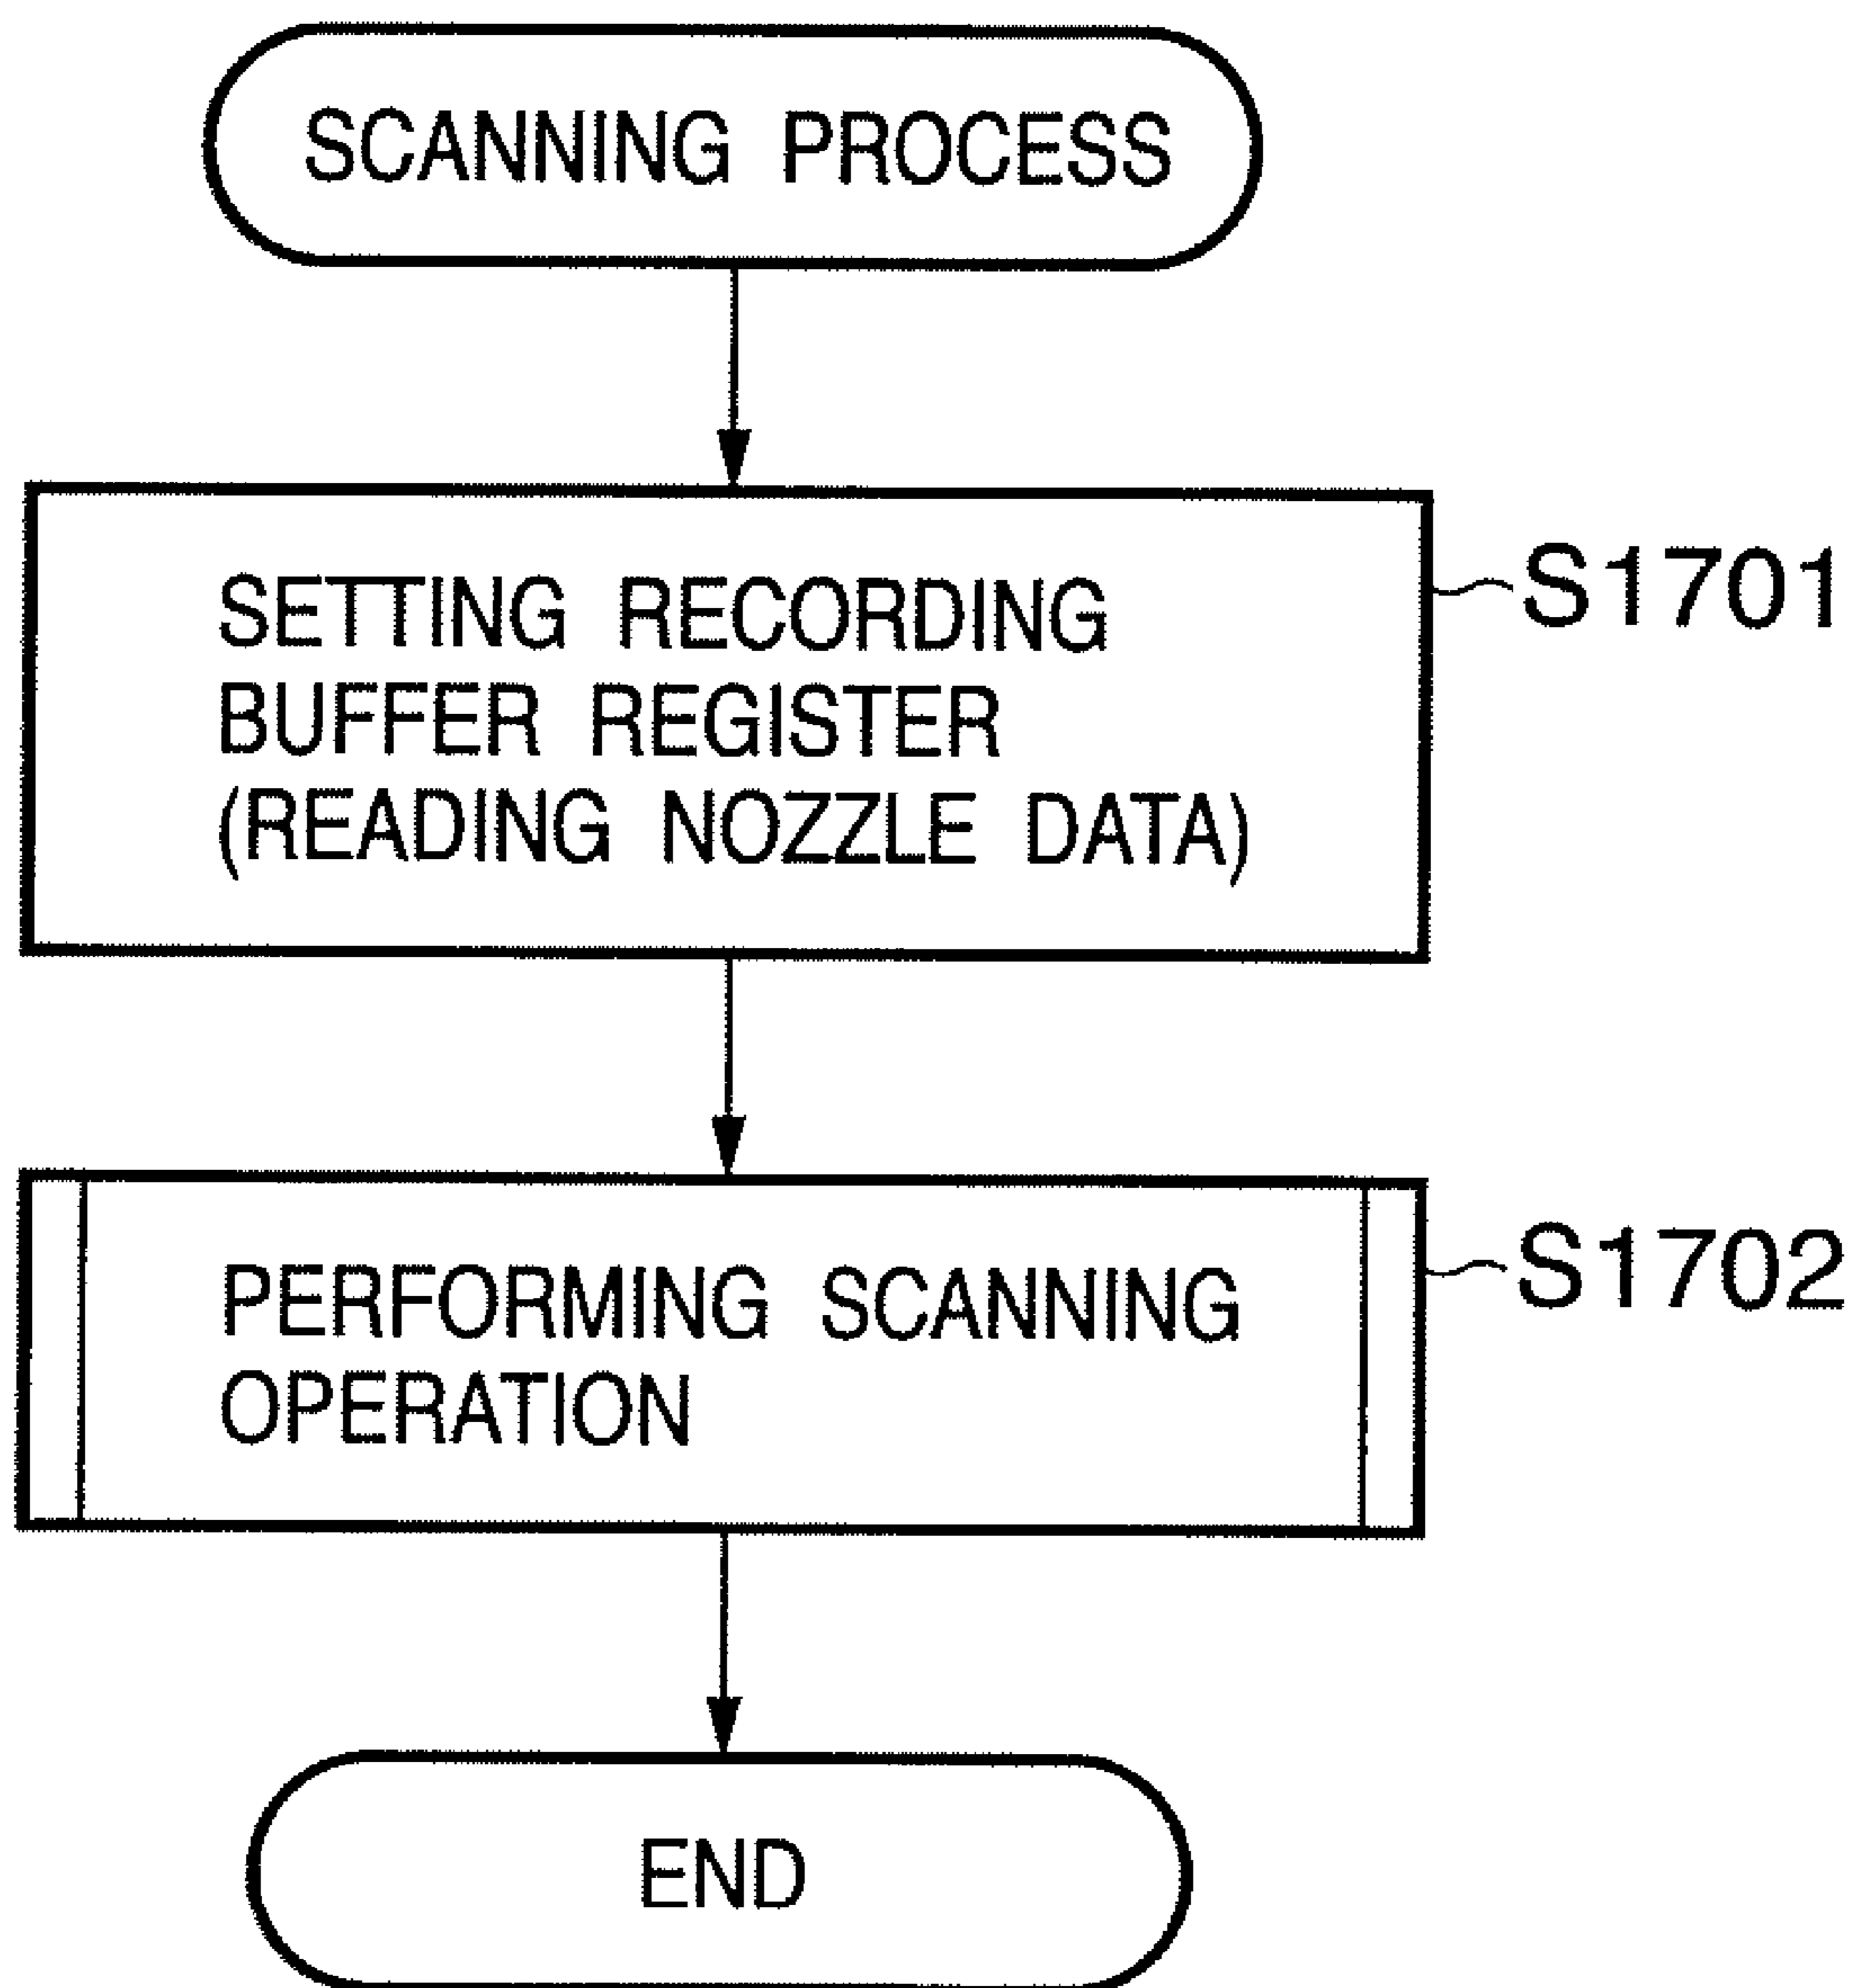 SCANNING PROCESS
SETTING RECORDING
BUFFER REGISTER
(READING NOZZLE DATA)
S1701
PERFORMING SCANNING
OPERATION
S1702
END